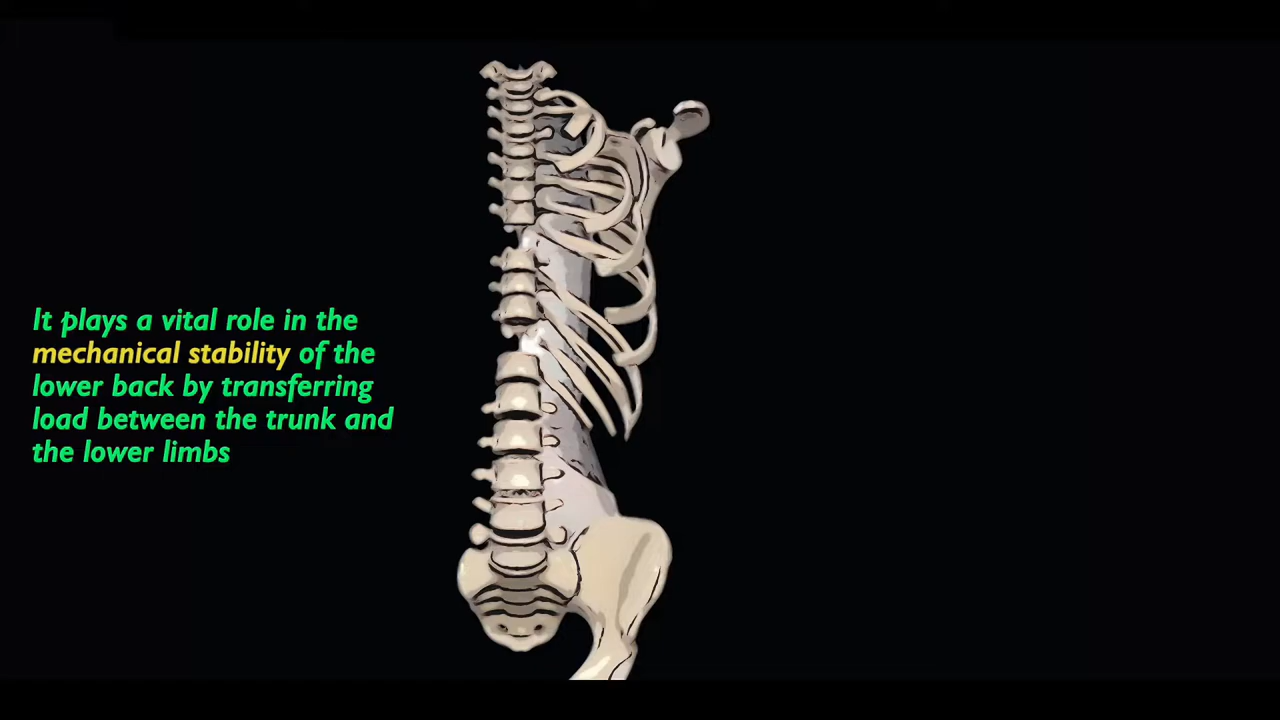 It plays a vital role in the
mechanical stability of the
lower back by transferring
load between the trunk and
the lower limbs